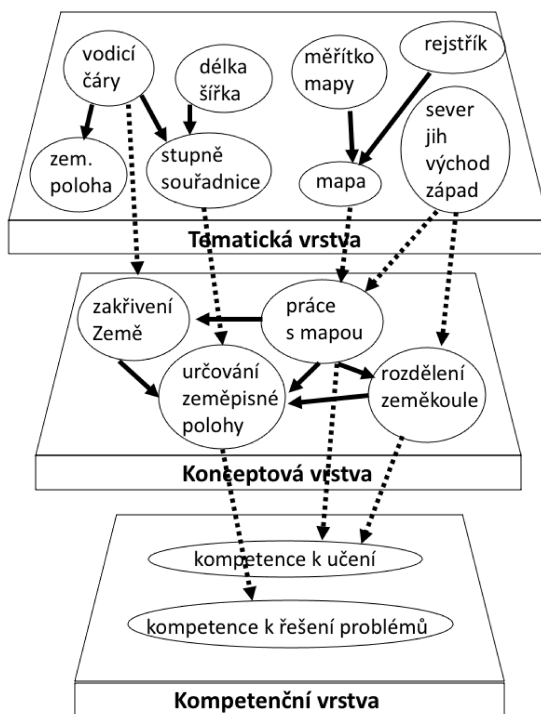 vodicí
čáry
délka
šířka
měřítko
mapy
rejstřík
zem.
poloha
stupně
souřadnice
mapa
sever
jih
východ
západ
Tematická vrstva
zakřivení
Země
práce
s mapou
určování
zeměpisné
polohy
rozdělení
zeměkoule
Konceptová vrstva
kompetence k učení
kompetence k řešení problémů
Kompetenční vrstva